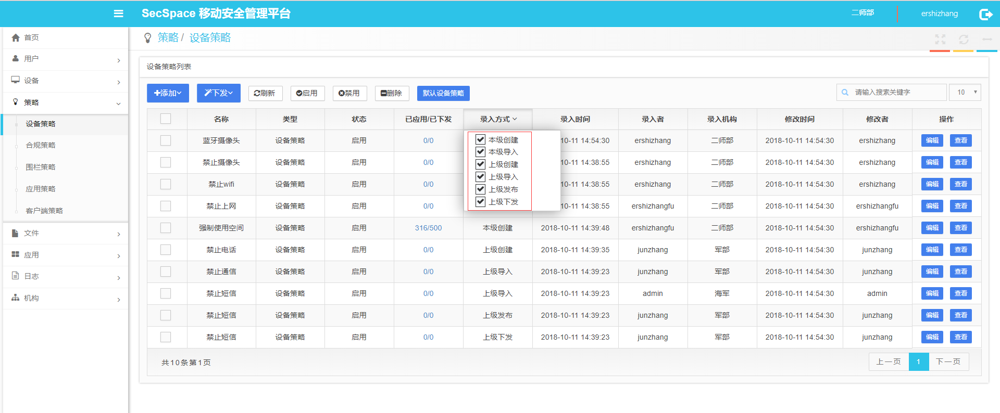 SecSpace 移动安全管理平台
二师部
ershizhang
首页
用户
设备
策略
设备策略
合规策略
围栏策略
应用策略
客户端策略
文件
应用
日志
机构
策略 / 设备策略
设备策略列表
添加 下发 刷新 启用 禁用 删除 默认设备策略 请输入搜索关键字 10
名称 类型 状态 已应用/已下发 录入方式 录入时间 录入者 录入机构 修改时间 修改者 操作
本级创建
本级导入
上级创建
上级导入
上级发布
上级下发
蓝牙摄像头 设备策略 启用 0/0 10-11 14:54:30 ershizhang 二师部 2018-10-11 14:54:30 ershizhang 编辑 查看
禁止摄像头 设备策略 启用 0/0 10-11 14:38:55 ershizhang 二师部 2018-10-11 14:54:30 ershizhang 编辑 查看
禁止wifi 设备策略 启用 0/0 10-11 14:38:55 ershizhang 二师部 2018-10-11 14:54:30 ershizhang 编辑 查看
禁止上网 设备策略 启用 0/0 10-11 14:38:55 ershizhangfu 二师部 2018-10-11 14:54:30 ershizhangfu 编辑 查看
强制使用空间 设备策略 启用 316/500 本级创建 2018-10-11 14:39:48 ershizhangfu 二师部 2018-10-11 14:54:30 ershizhangfu 编辑 查看
禁止电话 设备策略 启用 0/0 上级创建 2018-10-11 14:39:35 junzhang 军部 2018-10-11 14:54:30 junzhang 编辑 查看
禁止通信 设备策略 启用 0/0 上级导入 2018-10-11 14:39:23 junzhang 军部 2018-10-11 14:54:30 junzhang 编辑 查看
禁止短信 设备策略 启用 0/0 上级导入 2018-10-11 14:39:23 admin 海军 2018-10-11 14:54:30 admin 编辑 查看
禁止短信 设备策略 启用 0/0 上级发布 2018-10-11 14:39:23 junzhang 军部 2018-10-11 14:54:30 junzhang 编辑 查看
禁止短信 设备策略 启用 0/0 上级下发 2018-10-11 14:39:23 junzhang 军部 2018-10-11 14:54:30 junzhang 编辑 查看
共10条第1页
上一页 1 下一页